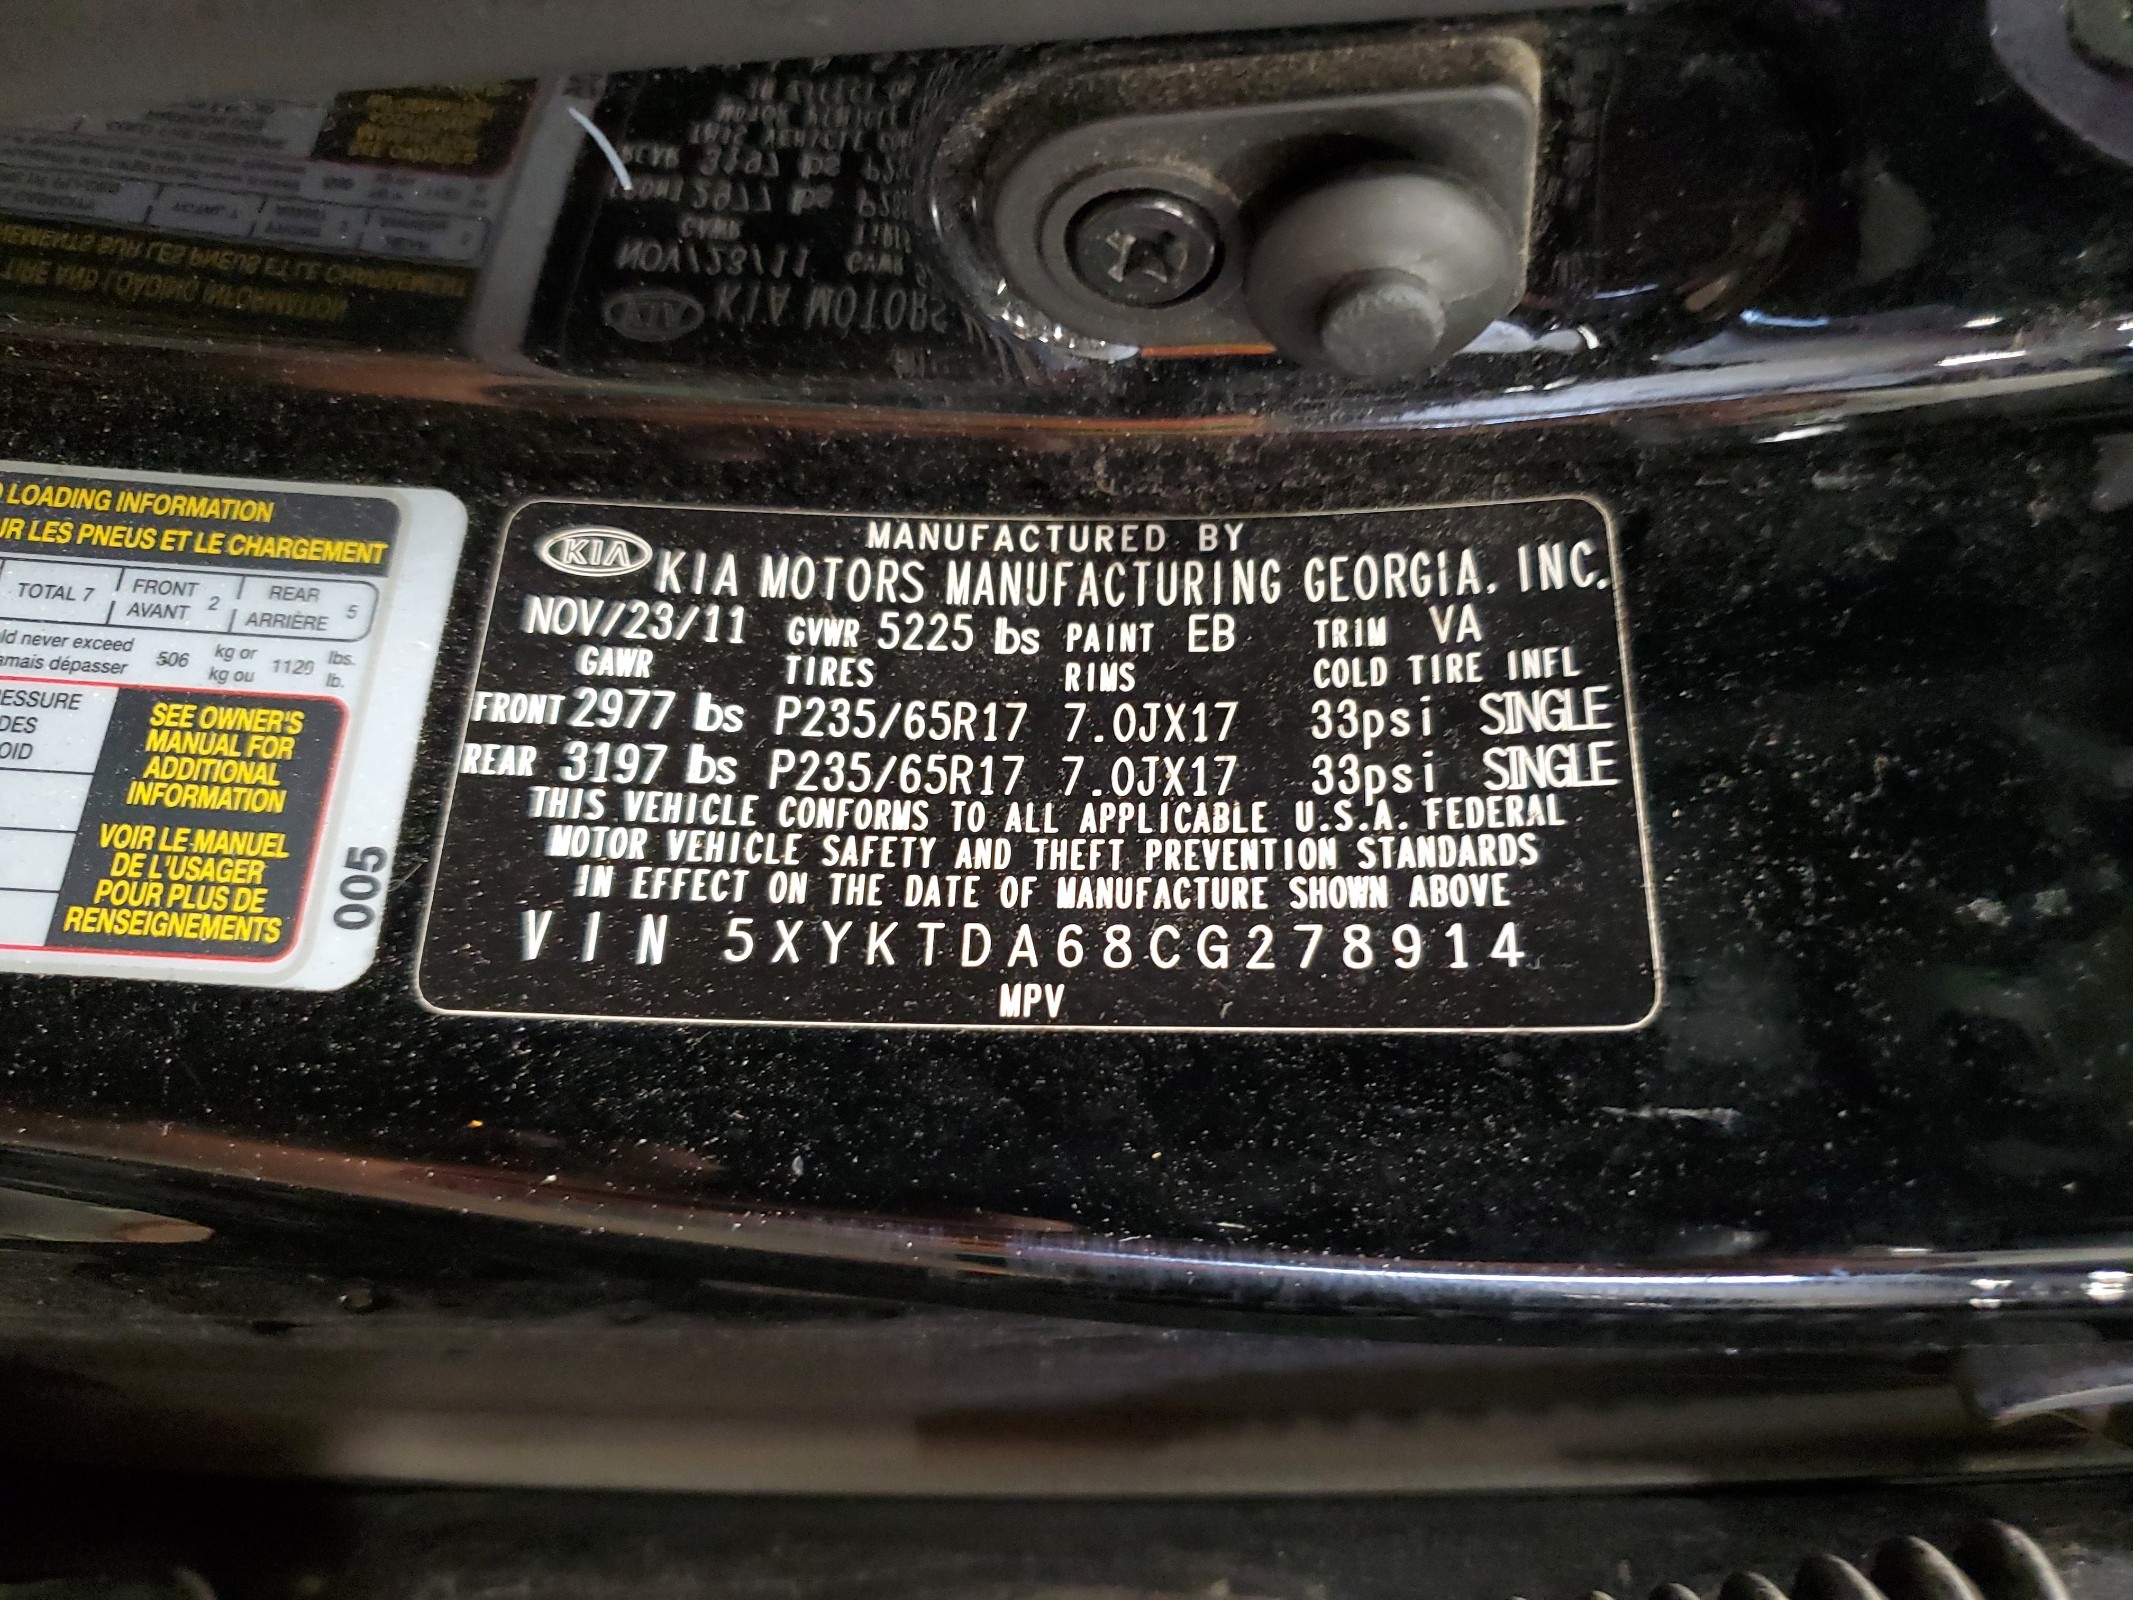 LOADING INFORMATION
UR LES PNEUS ET LE CHARGEMENT
TOTAL 7 FRONT AVANT 2 REAR ARRIÈRE 5
never exceed
dépasser 506 kg or kg ou 1120 lbs. lb.
SEE OWNER'S
MANUAL FOR
ADDITIONAL
INFORMATION
VOIR LE MANUEL
DE L'USAGER
POUR PLUS DE
RENSEIGNEMENTS
005
MANUFACTURED BY
KIA KIA MOTORS MANUFACTURING GEORGIA, INC.
NOV/23/11 GVWR 5225 lbs PAINT EB TRIM VA
GAWR TIRES RIMS COLD TIRE INFL
FRONT 2977 lbs P235/65R17 7.0JX17 33psi SINGLE
REAR 3197 lbs P235/65R17 7.0JX17 33psi SINGLE
THIS VEHICLE CONFORMS TO ALL APPLICABLE U.S.A. FEDERAL
MOTOR VEHICLE SAFETY AND THEFT PREVENTION STANDARDS
IN EFFECT ON THE DATE OF MANUFACTURE SHOWN ABOVE
VIN 5XYKTDA68CG278914
MPV